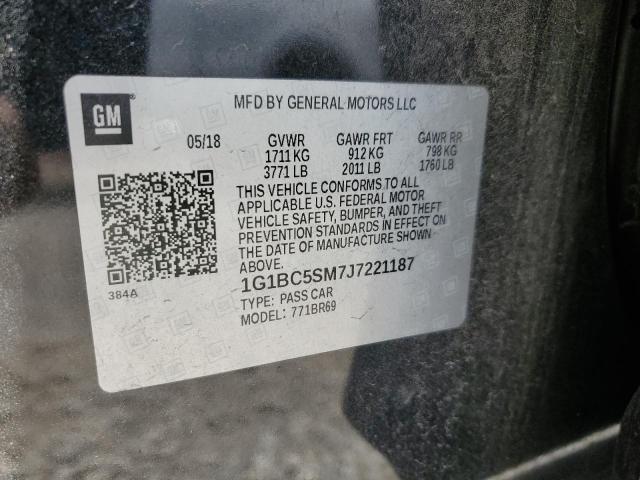 GM
MFD BY GENERAL MOTORS LLC
05/18 GVWR GAWR FRT GAWR RR
1711 KG 912 KG 798 KG
3771 LB 2011 LB 1760 LB
THIS VEHICLE CONFORMS TO ALL
APPLICABLE U.S. FEDERAL MOTOR
VEHICLE SAFETY, BUMPER, AND THEFT
PREVENTION STANDARDS IN EFFECT ON
THE DATE OF MANUFACTURE SHOWN
ABOVE.
384A
1G1BC5SM7J7221187
TYPE: PASS CAR
MODEL: 771BR69